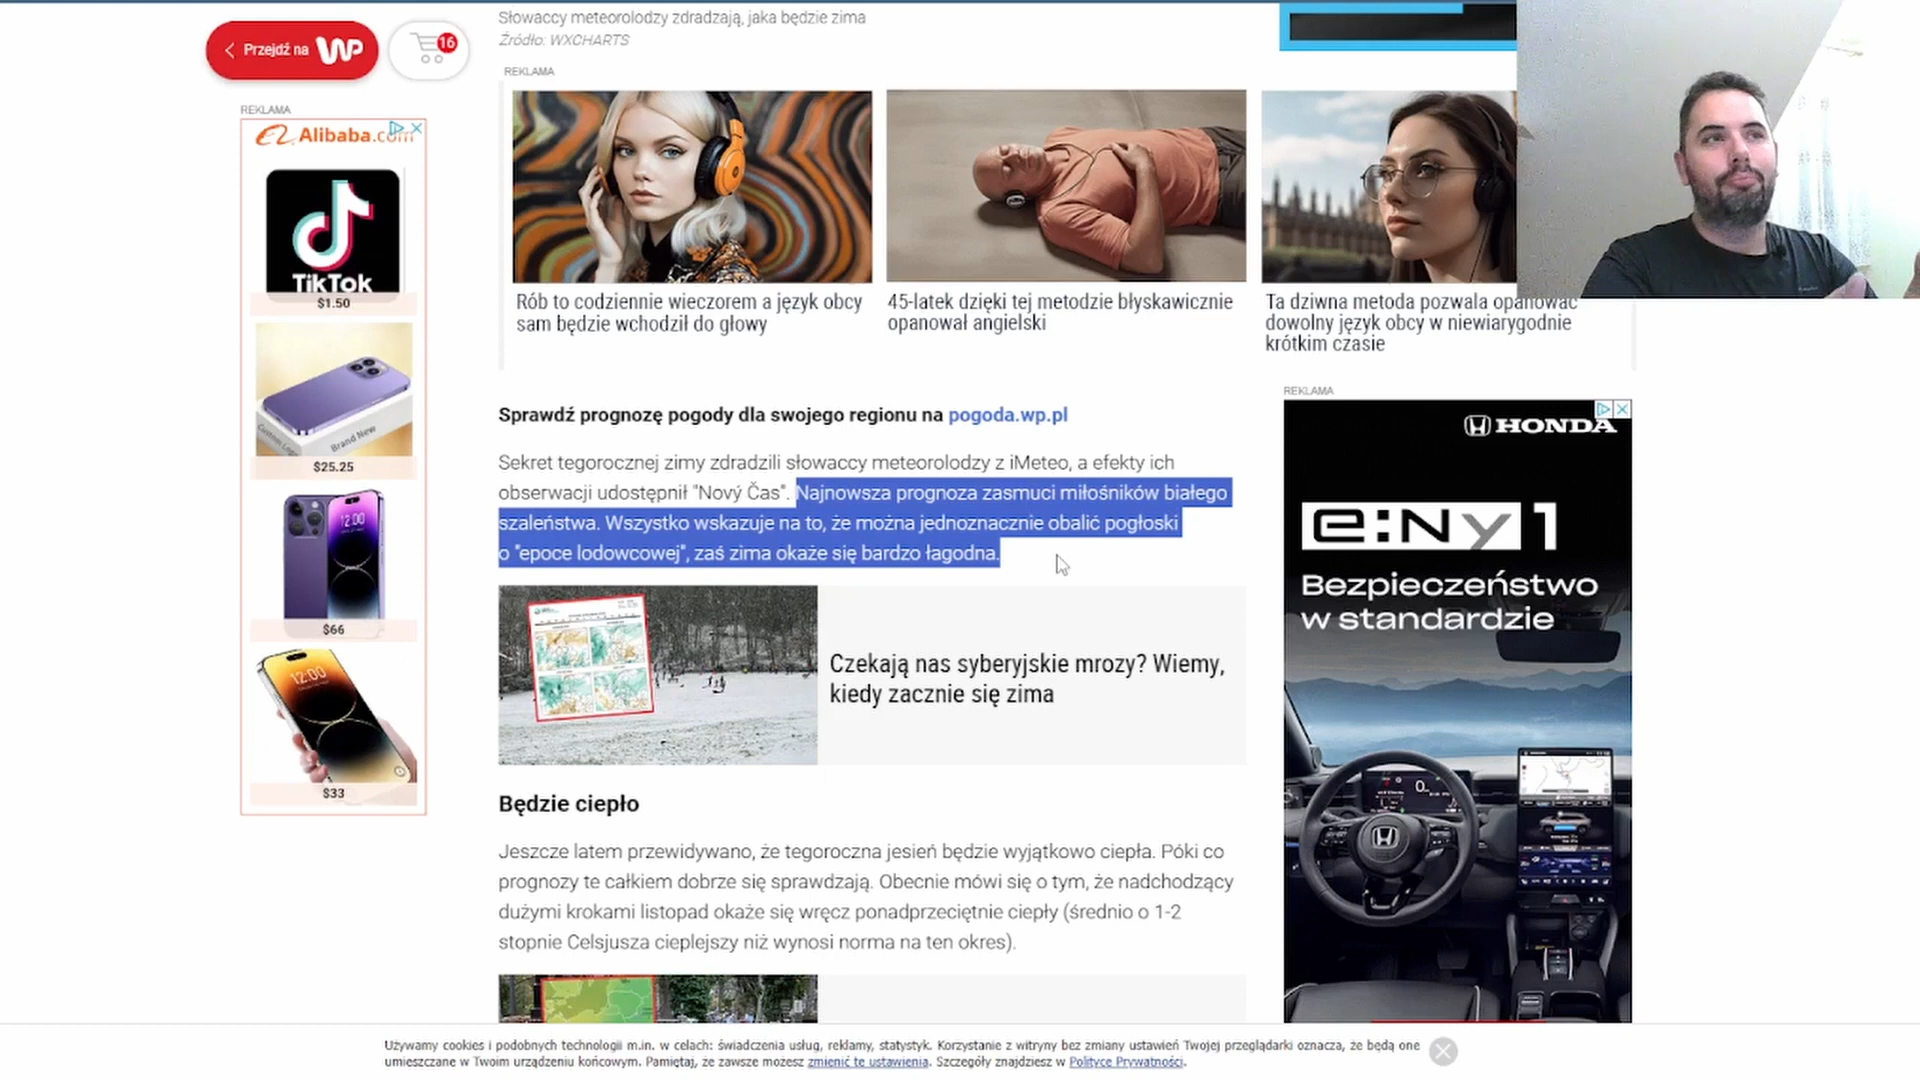 Słowaccy meteorolodzy zdradzają, jaka będzie zima
Źródło: WXCHARTS
Przejdź na WP
16
REKLAMA
REKLAMA
Alibaba.com
TikTok
$1.50
Custom Logo
Brand New
$25.25
12:00
$66
12:00
$33
Rób to codziennie wieczorem a język obcy
sam będzie wchodził do głowy
45-latek dzięki tej metodzie błyskawicznie
opanował angielski
Ta dziwna metoda pozwala opanować
dowolny język obcy w niewiarygodnie
krótkim czasie
Sprawdź prognozę pogody dla swojego regionu na pogoda.wp.pl
Sekret tegorocznej zimy zdradzili słowaccy meteorolodzy z iMeteo, a efekty ich
obserwacji udostępnił "Nový Čas". Najnowsza prognoza zasmuci miłośników białego
szaleństwa. Wszystko wskazuje na to, że można jednoznacznie obalić pogłoski
o "epoce lodowcowej", zaś zima okaże się bardzo łagodna.
Czekają nas syberyjskie mrozy? Wiemy,
kiedy zacznie się zima
Będzie ciepło
Jeszcze latem przewidywano, że tegoroczna jesień będzie wyjątkowo ciepła. Póki co
prognozy te całkiem dobrze się sprawdzają. Obecnie mówi się o tym, że nadchodzący
dużymi krokami listopad okaże się wręcz ponadprzeciętnie ciepły (średnio o 1-2
stopnie Celsjusza cieplejszy niż wynosi norma na ten okres).
REKLAMA
HONDA
e:Ny1
Bezpieczeństwo
w standardzie
Używamy cookies i podobnych technologii m.in. w celach: świadczenia usług, reklamy, statystyk. Korzystanie z witryny bez zmiany ustawień Twojej przeglądarki oznacza, że będą one
umieszczane w Twoim urządzeniu końcowym. Pamiętaj, że zawsze możesz zmienić te ustawienia. Szczegóły znajdziesz w Polityce Prywatności.